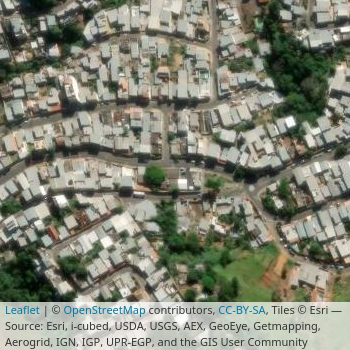 Leaflet | © OpenStreetMap contributors, CC-BY-SA, Tiles © Esri —
Source: Esri, i-cubed, USDA, USGS, AEX, GeoEye, Getmapping,
Aerogrid, IGN, IGP, UPR-EGP, and the GIS User Community